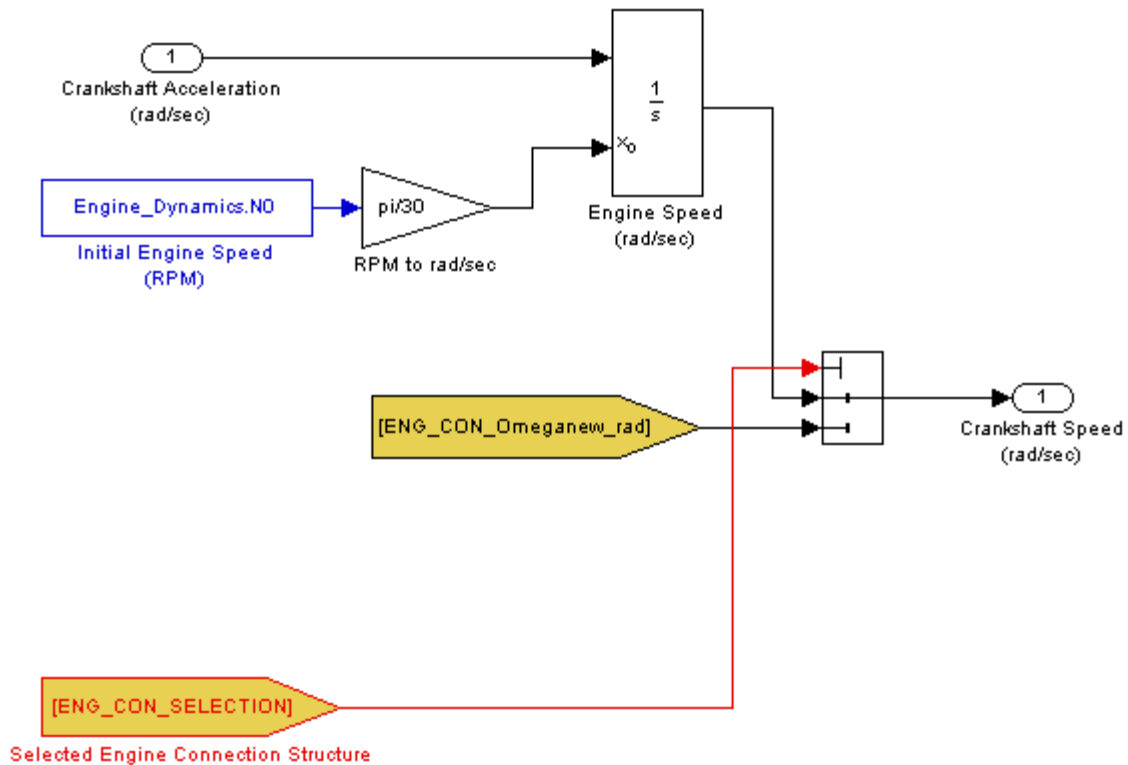 1
Crankshaft Acceleration
(rad/sec)
1
s
xo
Engine Speed
(rad/sec)
Engine_Dynamics.N0
Initial Engine Speed
(RPM)
pi/30
RPM to rad/sec
[ENG_CON_Omeganew_rad]
1
Crankshaft Speed
(rad/sec)
[ENG_CON_SELECTION]
Selected Engine Connection Structure